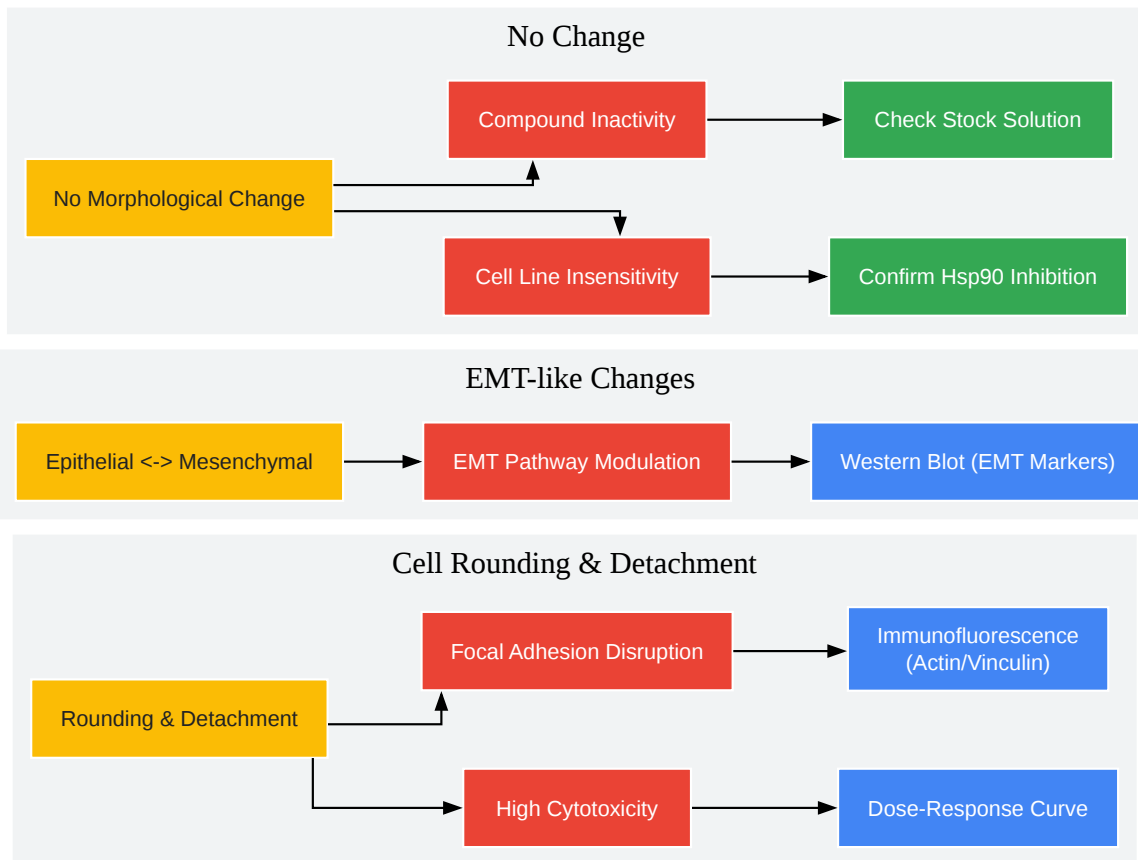 No Change
Compound Inactivity
Check Stock Solution
No Morphological Change
Cell Line Insensitivity
Confirm Hsp90 Inhibition
EMT-like Changes
Epithelial <-> Mesenchymal
EMT Pathway Modulation
Western Blot (EMT Markers)
Cell Rounding & Detachment
Focal Adhesion Disruption
Immunofluorescence
(Actin/Vinculin)
Rounding & Detachment
High Cytotoxicity
Dose-Response Curve